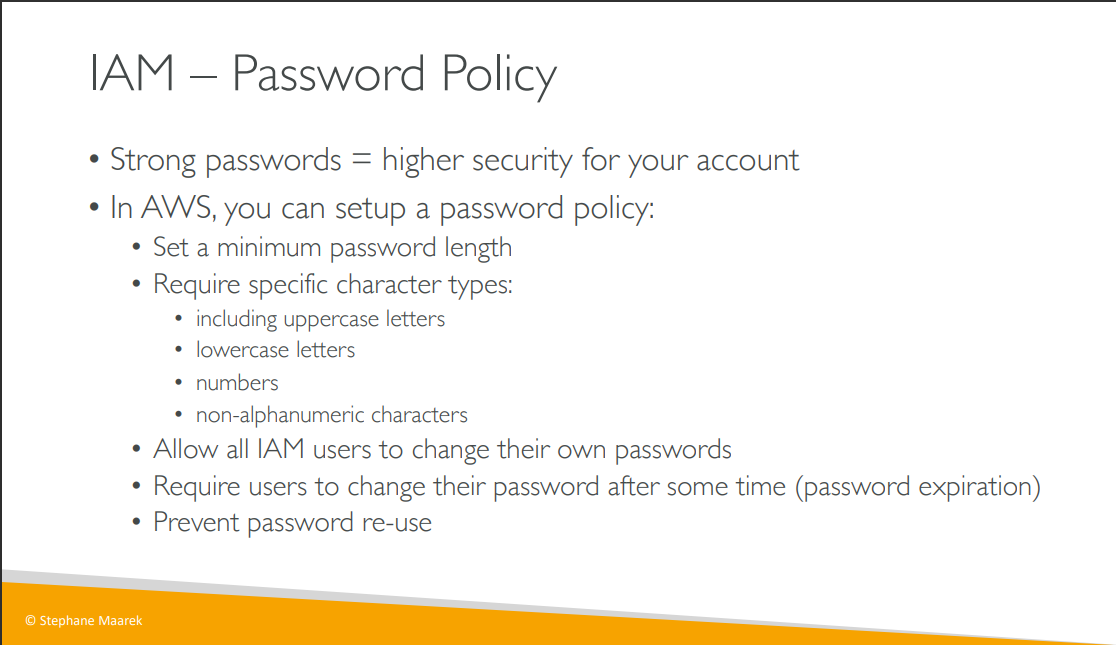 IAM – Password Policy
• Strong passwords = higher security for your account
• In AWS, you can setup a password policy:
• Set a minimum password length
• Require specific character types:
• including uppercase letters
• lowercase letters
• numbers
• non-alphanumeric characters
• Allow all IAM users to change their own passwords
• Require users to change their password after some time (password expiration)
• Prevent password re-use
© Stephane Maarek